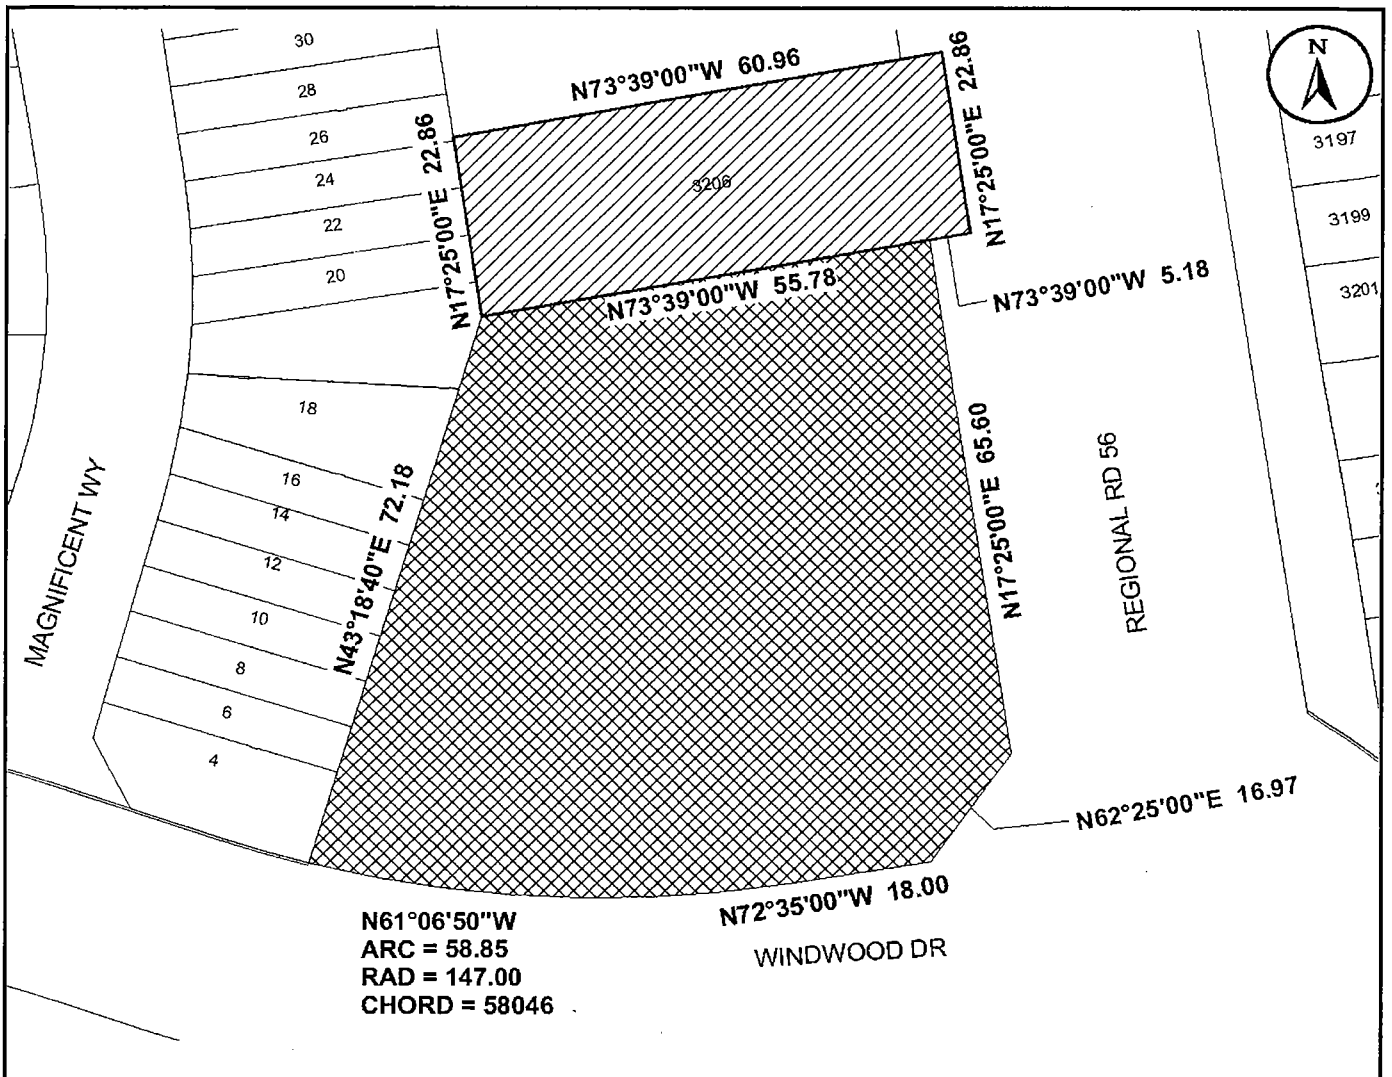 N
30
28
26
24
22
20
18
16
14
12
10
8
6
4
N73°39'00"W 60.96
N17°25'00"E 22.86
N17°25'00"E 22.86
3206
N73°39'00"W 55.78
N73°39'00"W 5.18
3197
3199
3201
N43°18'40"E 72.18
N17°25'00"E 65.60
MAGNIFICENT WY
REGIONAL RD 56
N62°25'00"E 16.97
N72°35'00"W 18.00
WINDWOOD DR
N61°06'50"W
ARC = 58.85
RAD = 147.00
CHORD = 58046